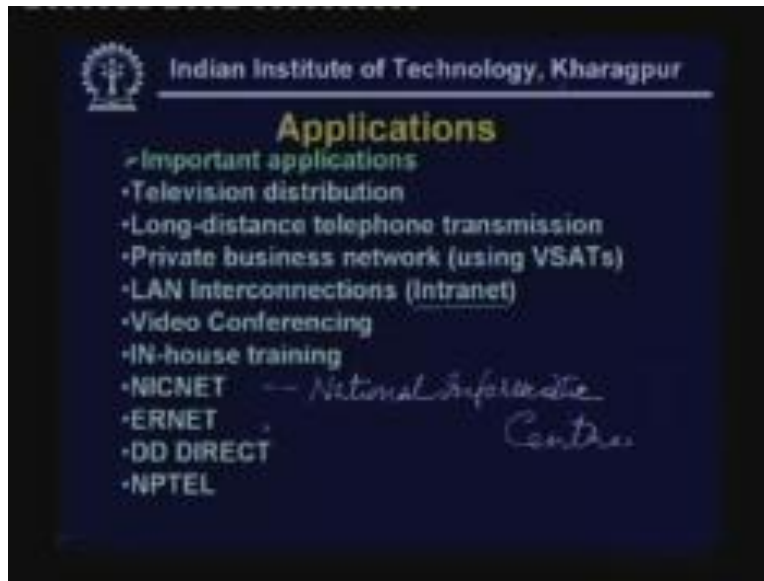 Indian Institute of Technology, Kharagpur
Applications
➢Important applications
•Television distribution
•Long-distance telephone transmission
•Private business network (using VSATs)
•LAN Interconnections (Intranet)
•Video Conferencing
•IN-house training
•NICNET — National Informatic
•ERNET Centre
•DD DIRECT
•NPTEL